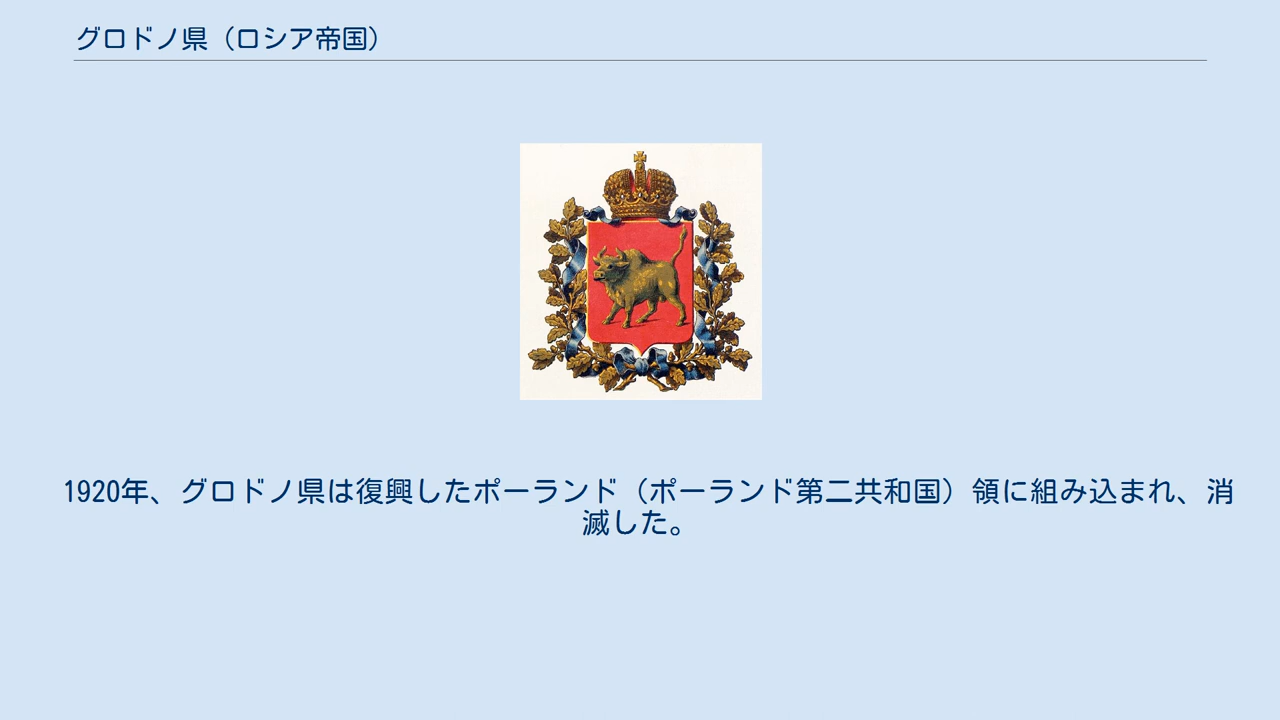 グロドノ県（ロシア帝国）
1920年、グロドノ県は復興したポーランド（ポーランド第二共和国）領に組み込まれ、消
滅した。